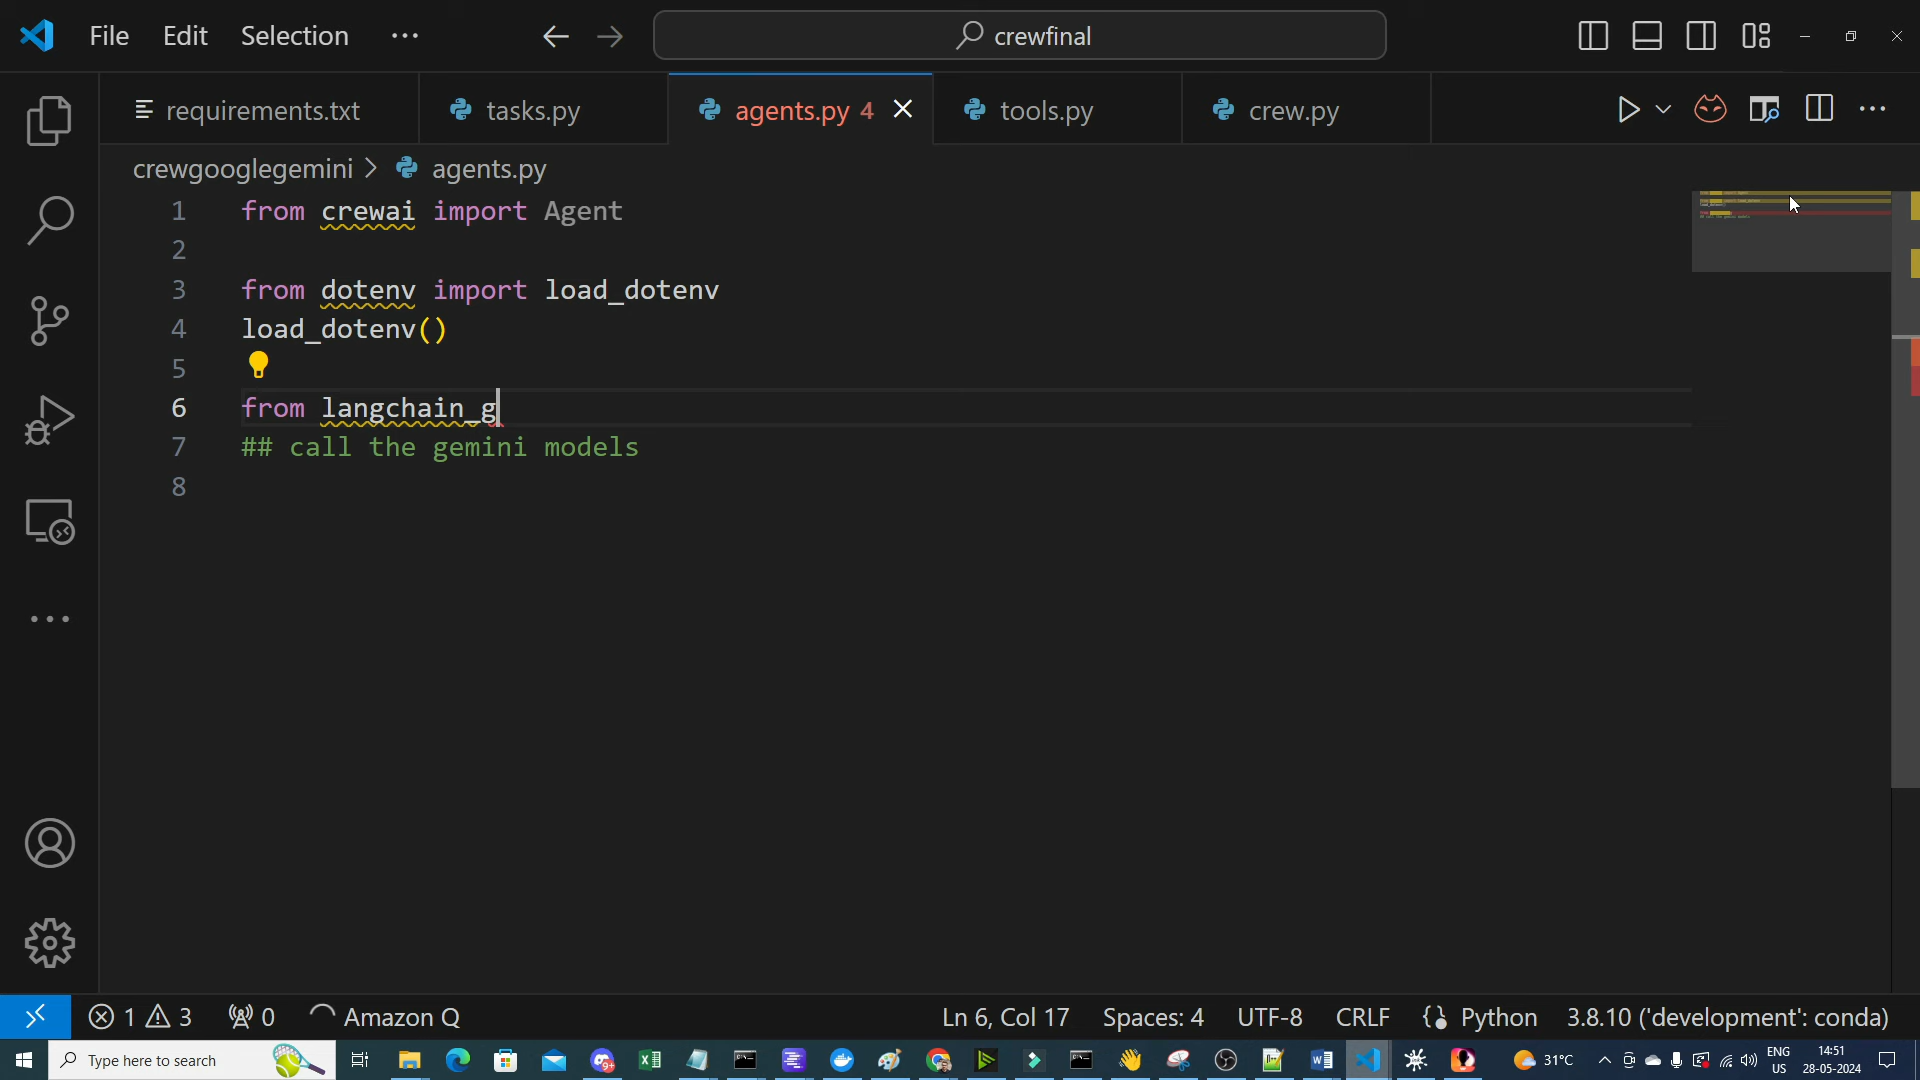 File Edit Selection ...
crewfinal
requirements.txt tasks.py agents.py 4 tools.py crew.py
crewgooglegemini > agents.py
1 from crewai import Agent
2
3 from dotenv import load_dotenv
4 load_dotenv()
5
6 from langchain_g
7 ## call the gemini models
8
1 3 0 Amazon Q Ln 6, Col 17 Spaces: 4 UTF-8 CRLF Python 3.8.10 ('development': conda)
Type here to search 31°C ENG US 14:51 28-05-2024